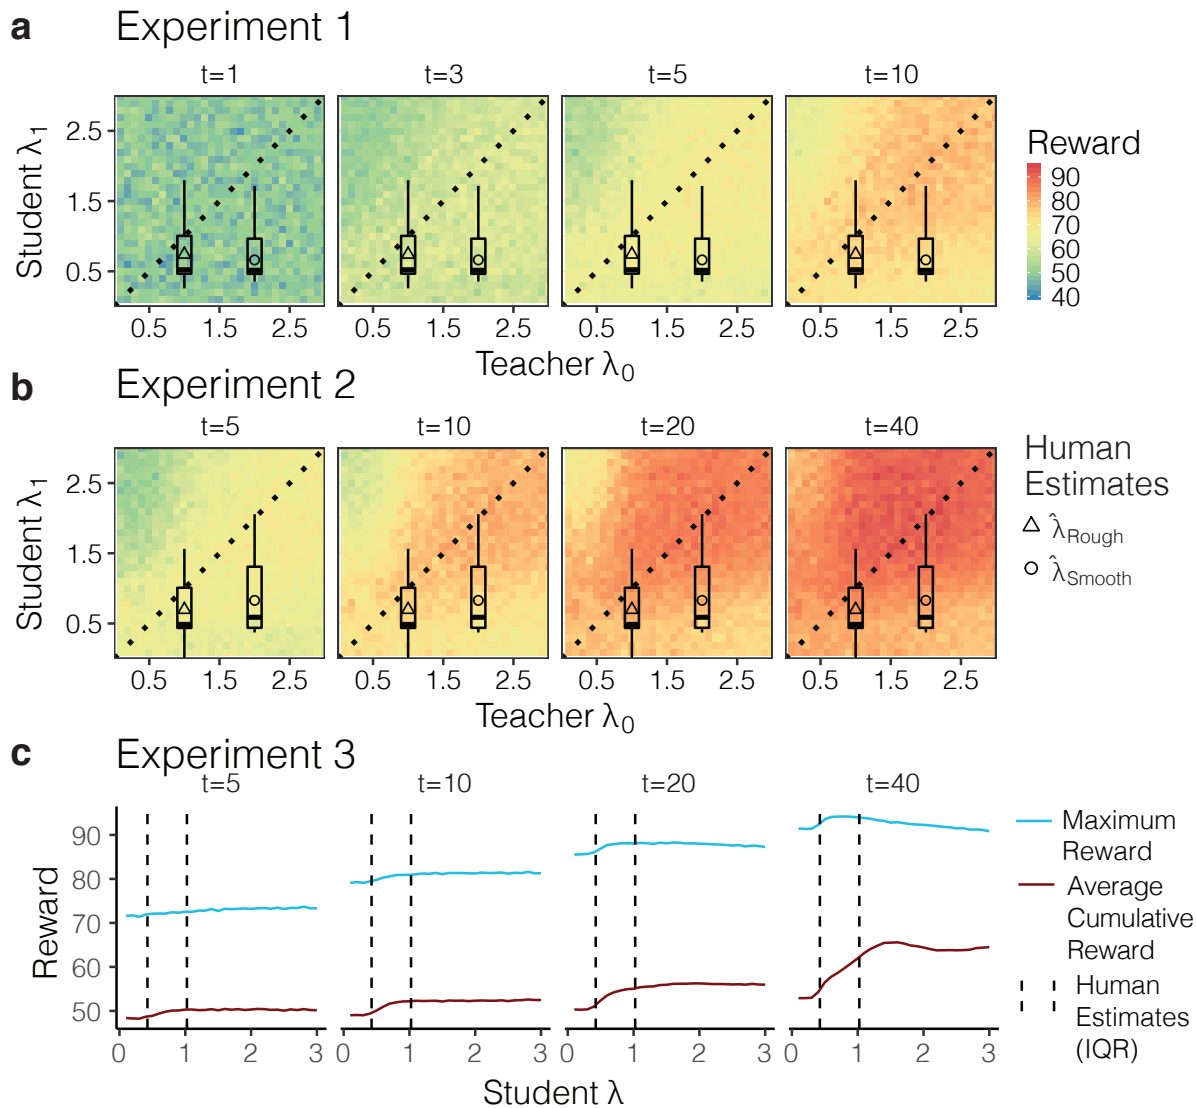 a Experiment 1
t=1 t=3 t=5 t=10
Student λ1
2.5
1.5
0.5
0.5 1.5 2.5 0.5 1.5 2.5 0.5 1.5 2.5 0.5 1.5 2.5
Teacher λ0
Reward
90
80
70
60
50
40
b Experiment 2
t=5 t=10 t=20 t=40
Student λ1
2.5
1.5
0.5
0.5 1.5 2.5 0.5 1.5 2.5 0.5 1.5 2.5 0.5 1.5 2.5
Teacher λ0
Human
Estimates
λ̂Rough
λ̂Smooth
c Experiment 3
t=5 t=10 t=20 t=40
Reward
90
80
70
60
50
0 1 2 3 0 1 2 3 0 1 2 3 0 1 2 3
Student λ
Maximum
Reward
Average
Cumulative
Reward
Human
Estimates
(IQR)